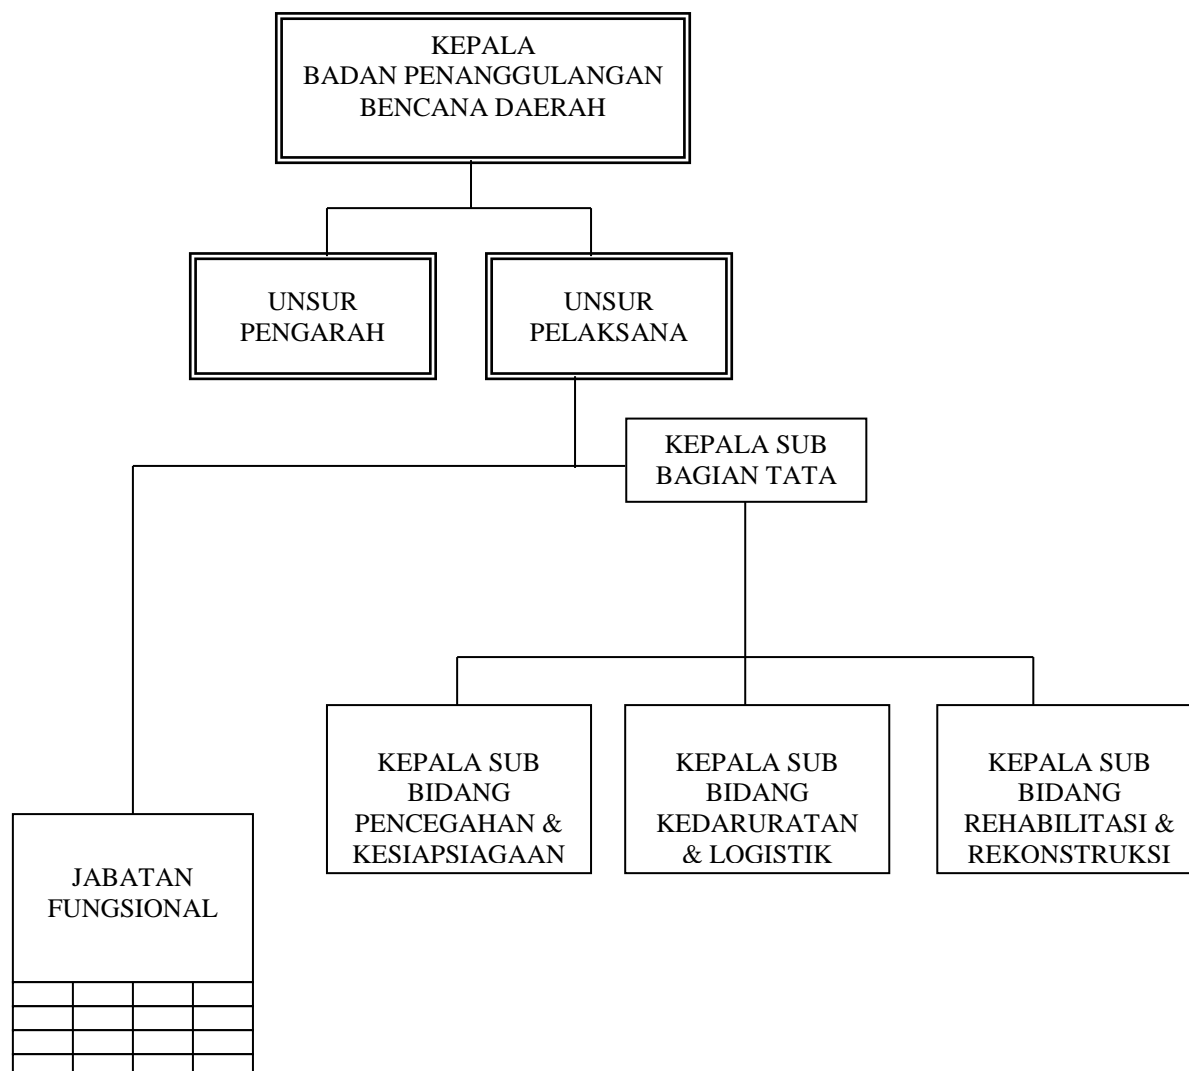 KEPALA
BADAN PENANGGULANGAN
BENCANA DAERAH
UNSUR
PENGARAH
UNSUR
PELAKSANA
KEPALA SUB
BAGIAN TATA
KEPALA SUB
BIDANG
PENCEGAHAN &
KESIAPSIAGAAN
KEPALA SUB
BIDANG
KEDARURATAN
& LOGISTIK
KEPALA SUB
BIDANG
REHABILITASI &
REKONSTRUKSI
JABATAN
FUNGSIONAL